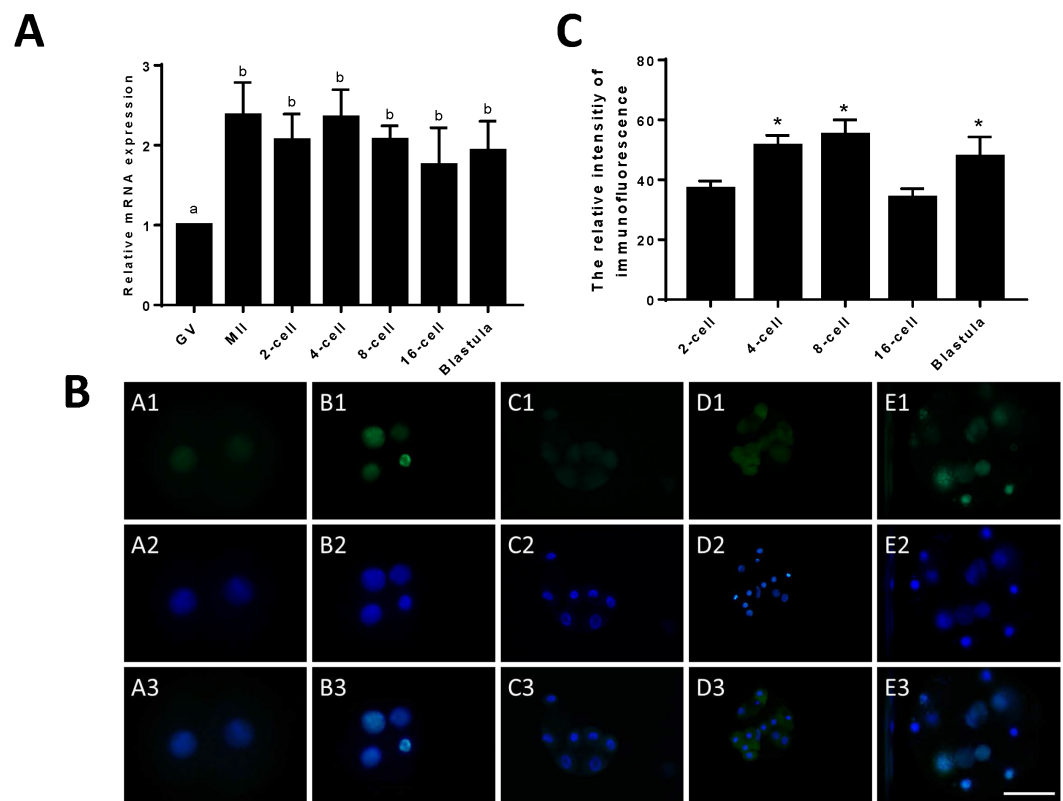 A
Relative mRNA expression
3
2
1
0
a
b
b
b
b
b
b
GV
MII
2-cell
4-cell
8-cell
16-cell
Blastula
C
The relative intensitiy of
immunofluorescence
80
60
40
20
0
*
*
*
2-cell
4-cell
8-cell
16-cell
Blastula
B
A1
B1
C1
D1
E1
A2
B2
C2
D2
E2
A3
B3
C3
D3
E3